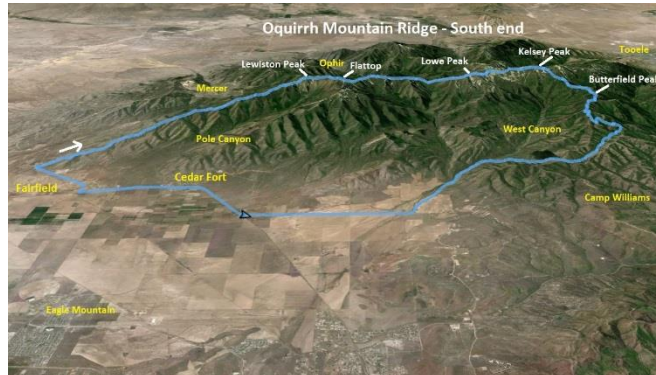 Oquirrh Mountain Ridge - South end
Tooele
Kelsey Peak
Lewiston Peak
Ophir
Flattop
Lowe Peak
Butterfield Peak
Mercer
Pole Canyon
West Canyon
Fairfield
Cedar Fort
Camp Williams
Eagle Mountain